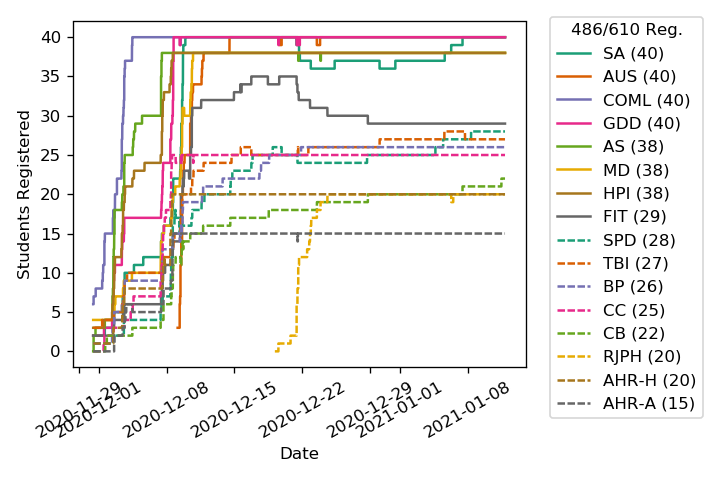 486/610 Reg.
SA (40)
AUS (40)
COML (40)
GDD (40)
AS (38)
MD (38)
HPI (38)
FIT (29)
SPD (28)
TBI (27)
BP (26)
CC (25)
CB (22)
RJPH (20)
AHR-H (20)
AHR-A (15)
Students Registered
40
35
30
25
20
15
10
5
0
2020-11-29
2020-12-01
2020-12-08
2020-12-15
2020-12-22
2020-12-29
2021-01-01
2021-01-08
Date